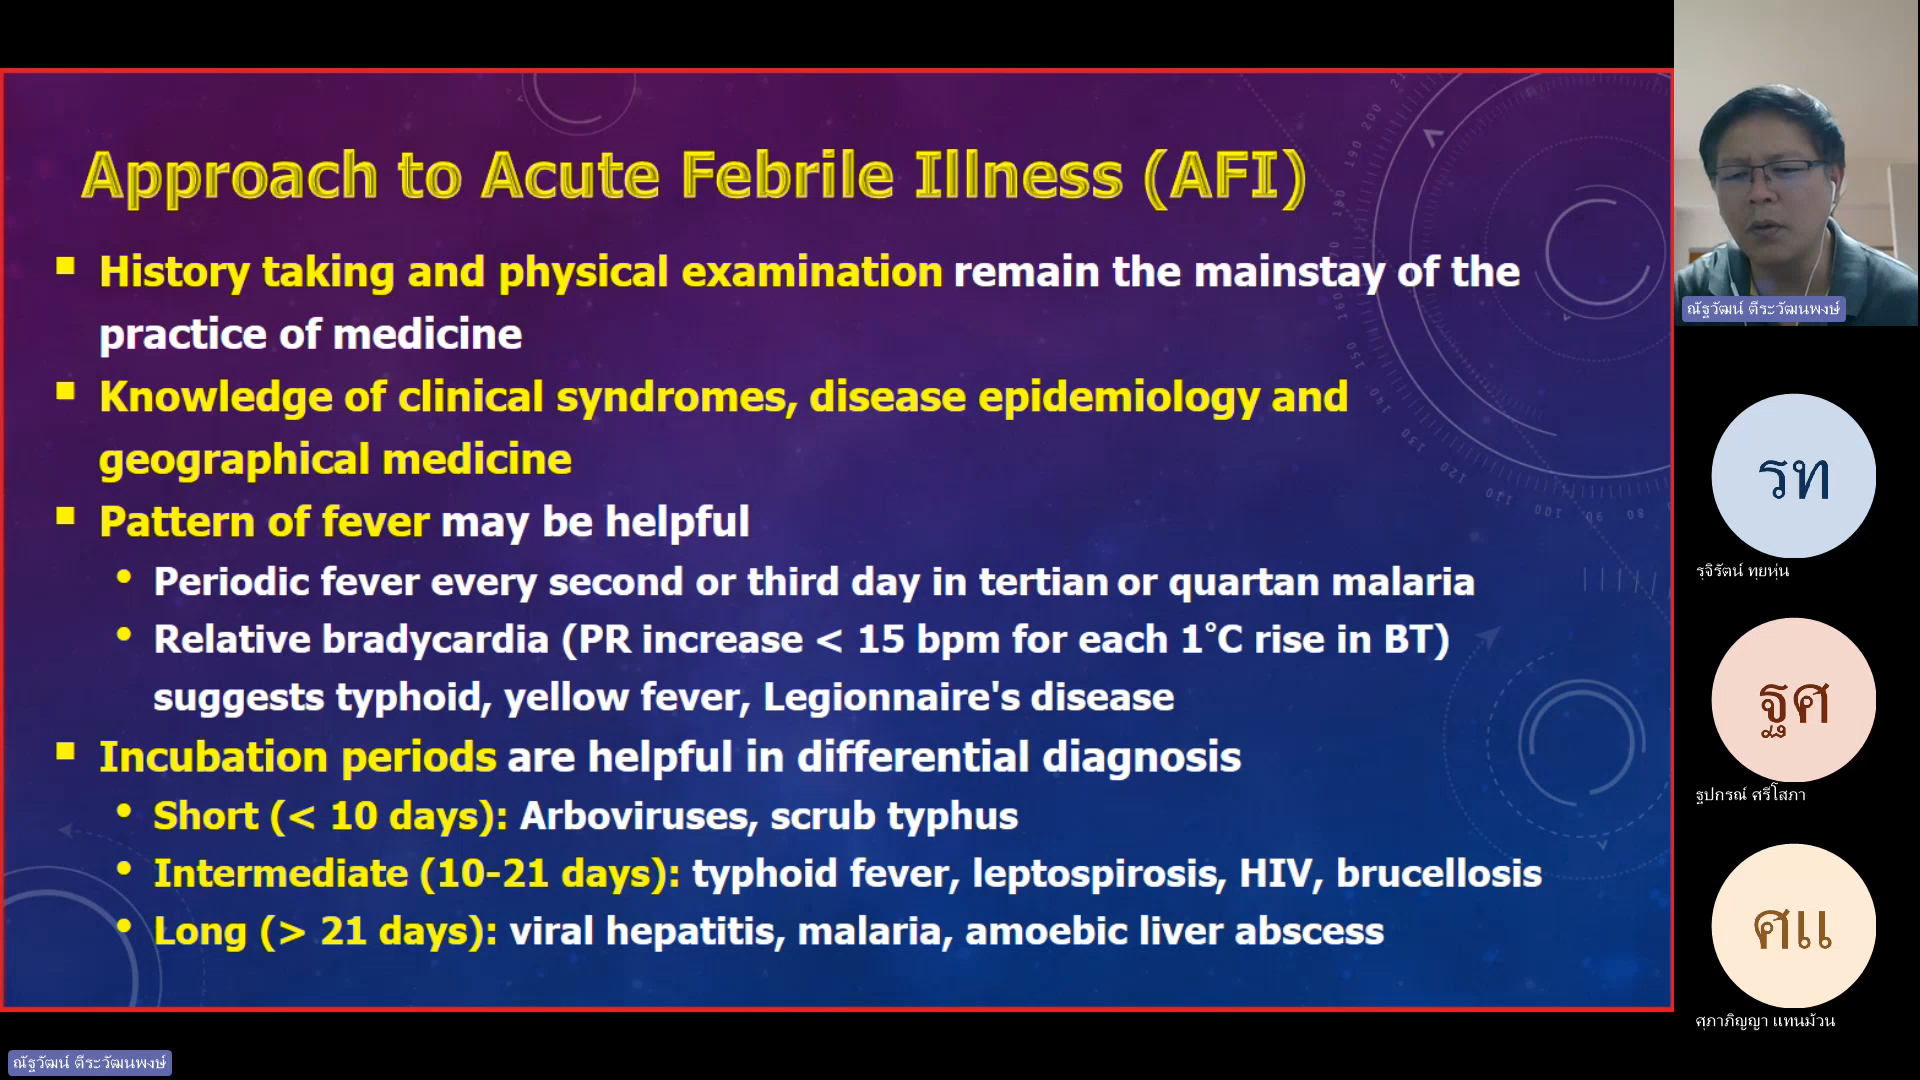 Approach to Acute Febrile Illness (AFI)
History taking and physical examination remain the mainstay of the
practice of medicine
Knowledge of clinical syndromes, disease epidemiology and
geographical medicine
Pattern of fever may be helpful
Periodic fever every second or third day in tertian or quartan malaria
Relative bradycardia (PR increase < 15 bpm for each 1°C rise in BT)
suggests typhoid, yellow fever, Legionnaire's disease
Incubation periods are helpful in differential diagnosis
Short (< 10 days): Arboviruses, scrub typhus
Intermediate (10-21 days): typhoid fever, leptospirosis, HIV, brucellosis
Long (> 21 days): viral hepatitis, malaria, amoebic liver abscess
ณัฐวัฒน์ ตีระวัฒนพงษ์
รท
รุจิรัตน์ ทุยหุ่น
ฐศ
ฐปกรณ์ ศรีโสภา
ศแ
ศุภาภิญญา แทนม้วน
ณัฐวัฒน์ ตีระวัฒนพงษ์